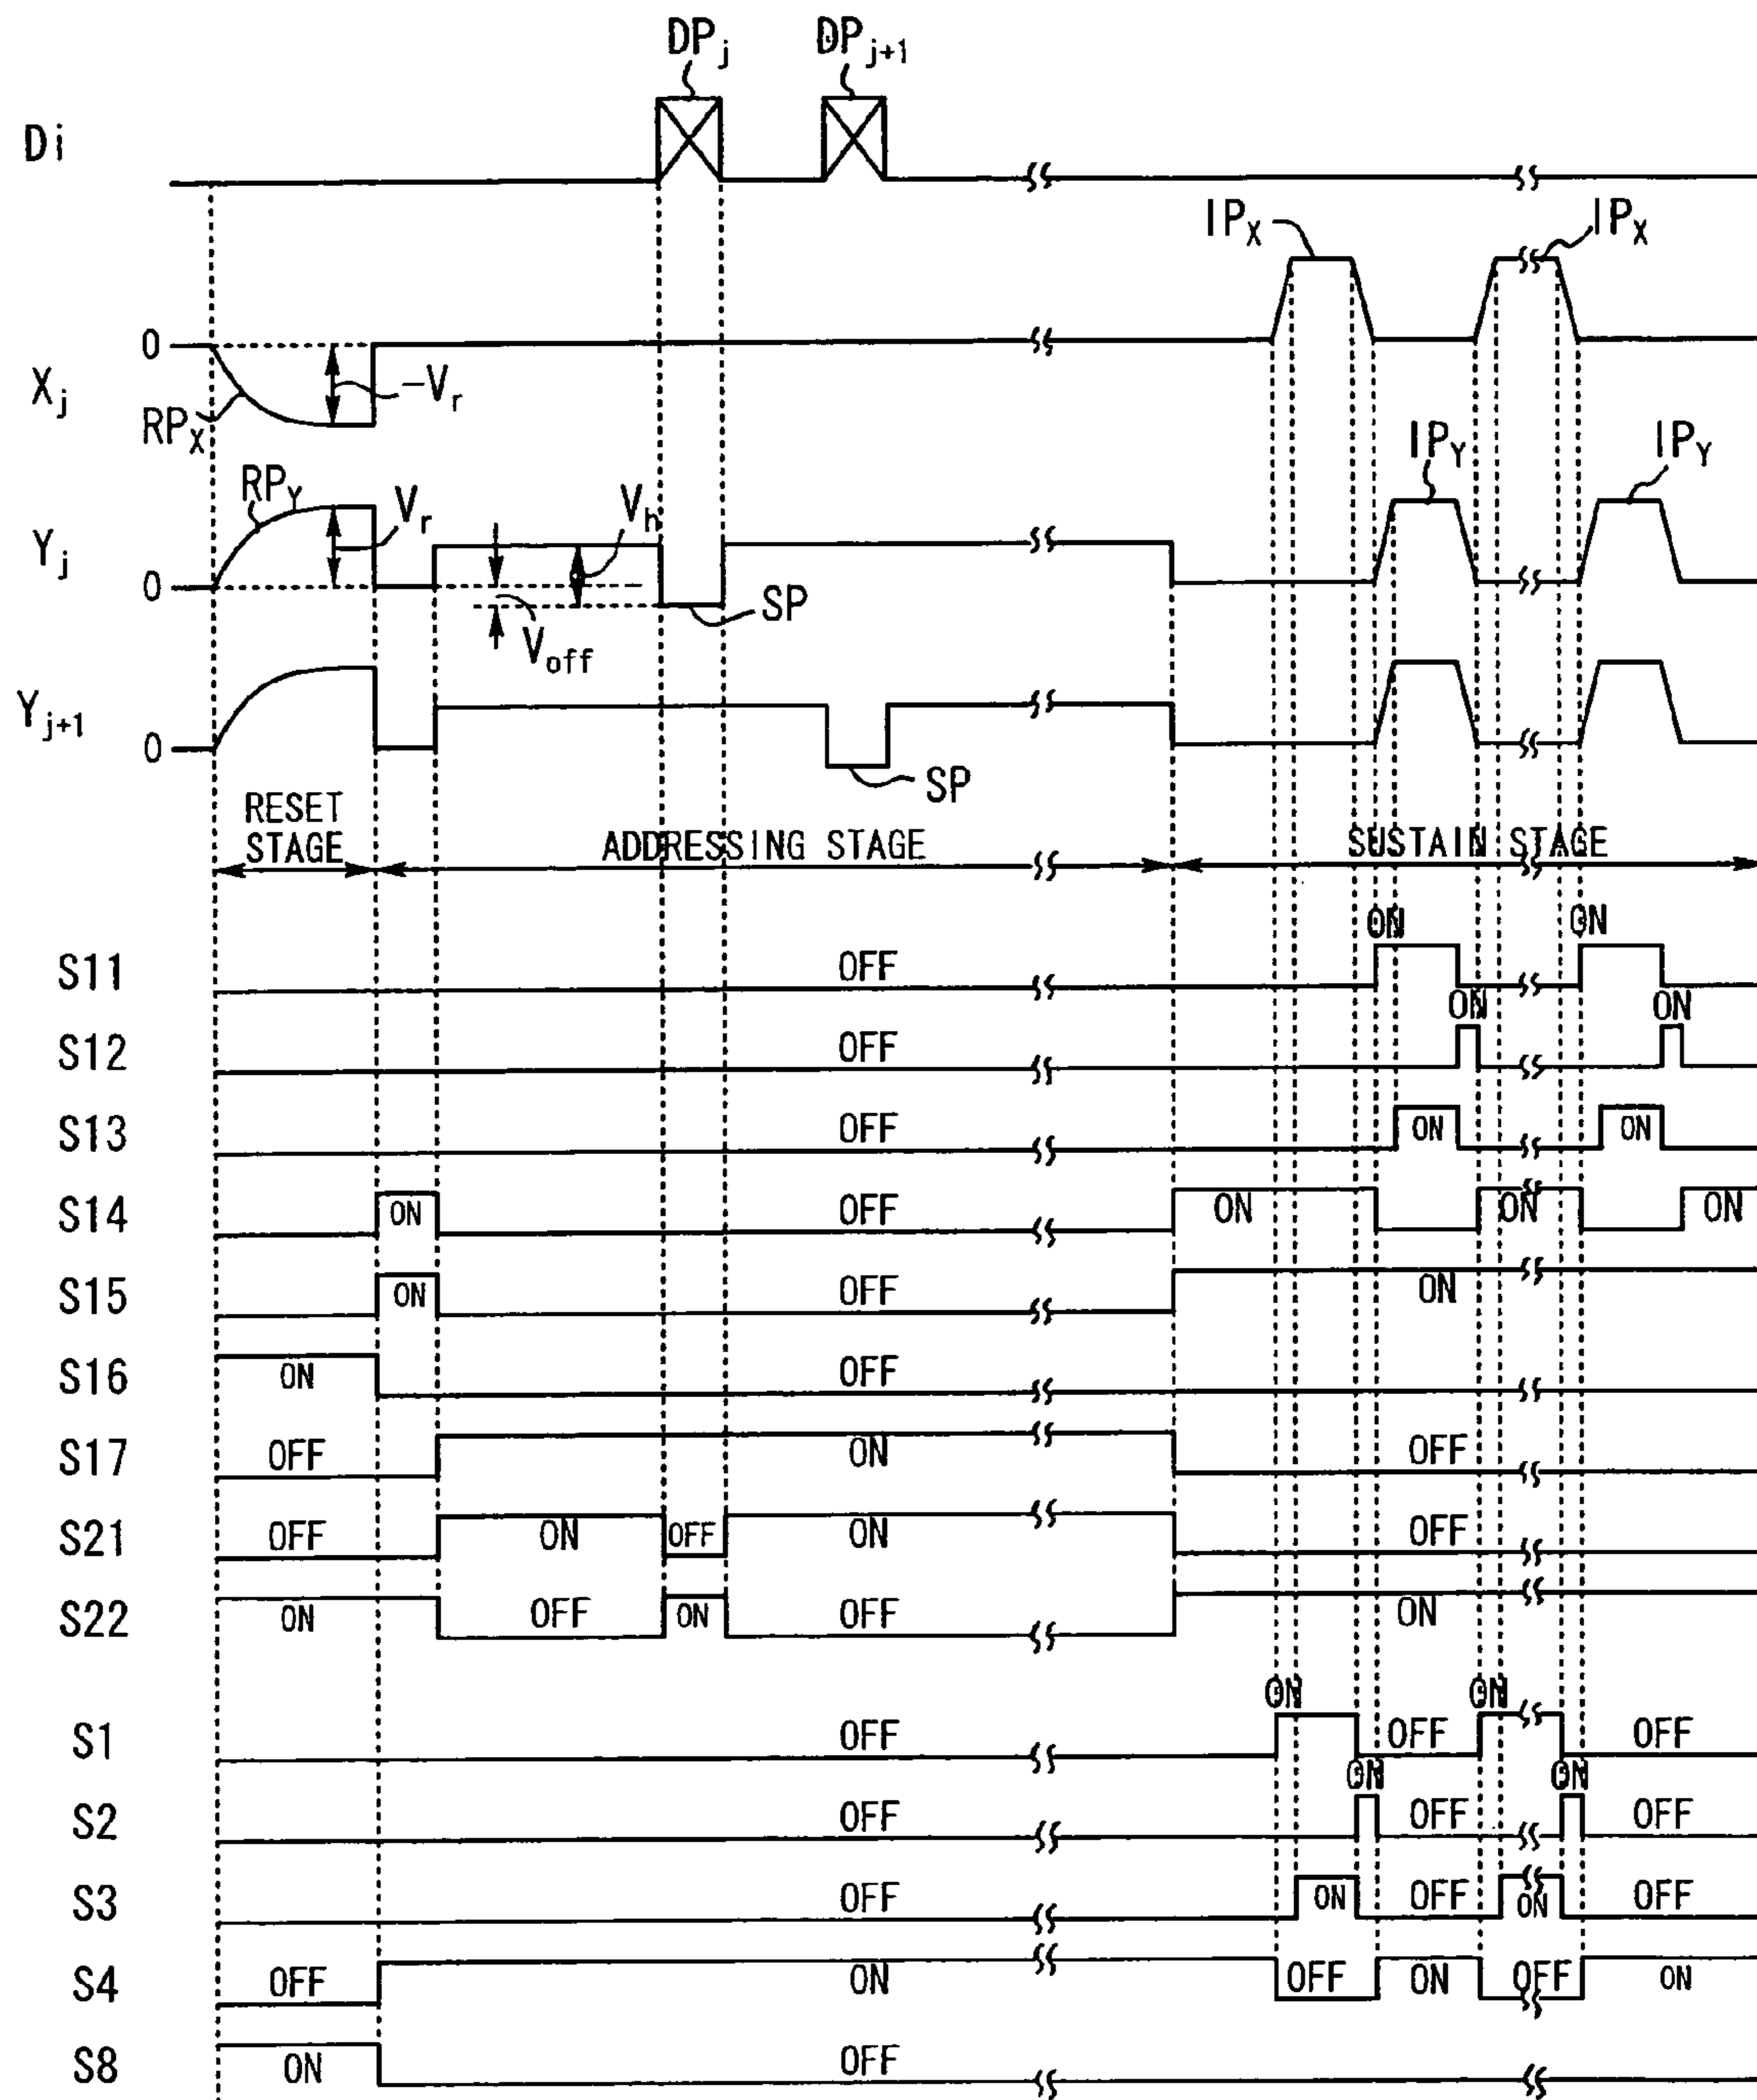 DPj DPj+1
Di
IPX IPX
0
Xj -Vr
RPX
IPY IPY
RPY Vr Vh
Yj
0 SP
Voff
Yj+1
0 SP
RESET STAGE ADDRESSING STAGE SUSTAIN STAGE
ON ON
S11 OFF
ON ON
S12 OFF
S13 OFF ON ON
S14 ON OFF ON ON ON
S15 ON OFF ON
S16 ON OFF
S17 OFF ON OFF
S21 OFF ON OFF ON OFF
S22 ON OFF ON OFF ON
ON ON
S1 OFF OFF OFF
ON ON
S2 OFF OFF OFF
S3 OFF ON OFF ON OFF
S4 OFF ON OFF ON OFF ON
S8 ON OFF